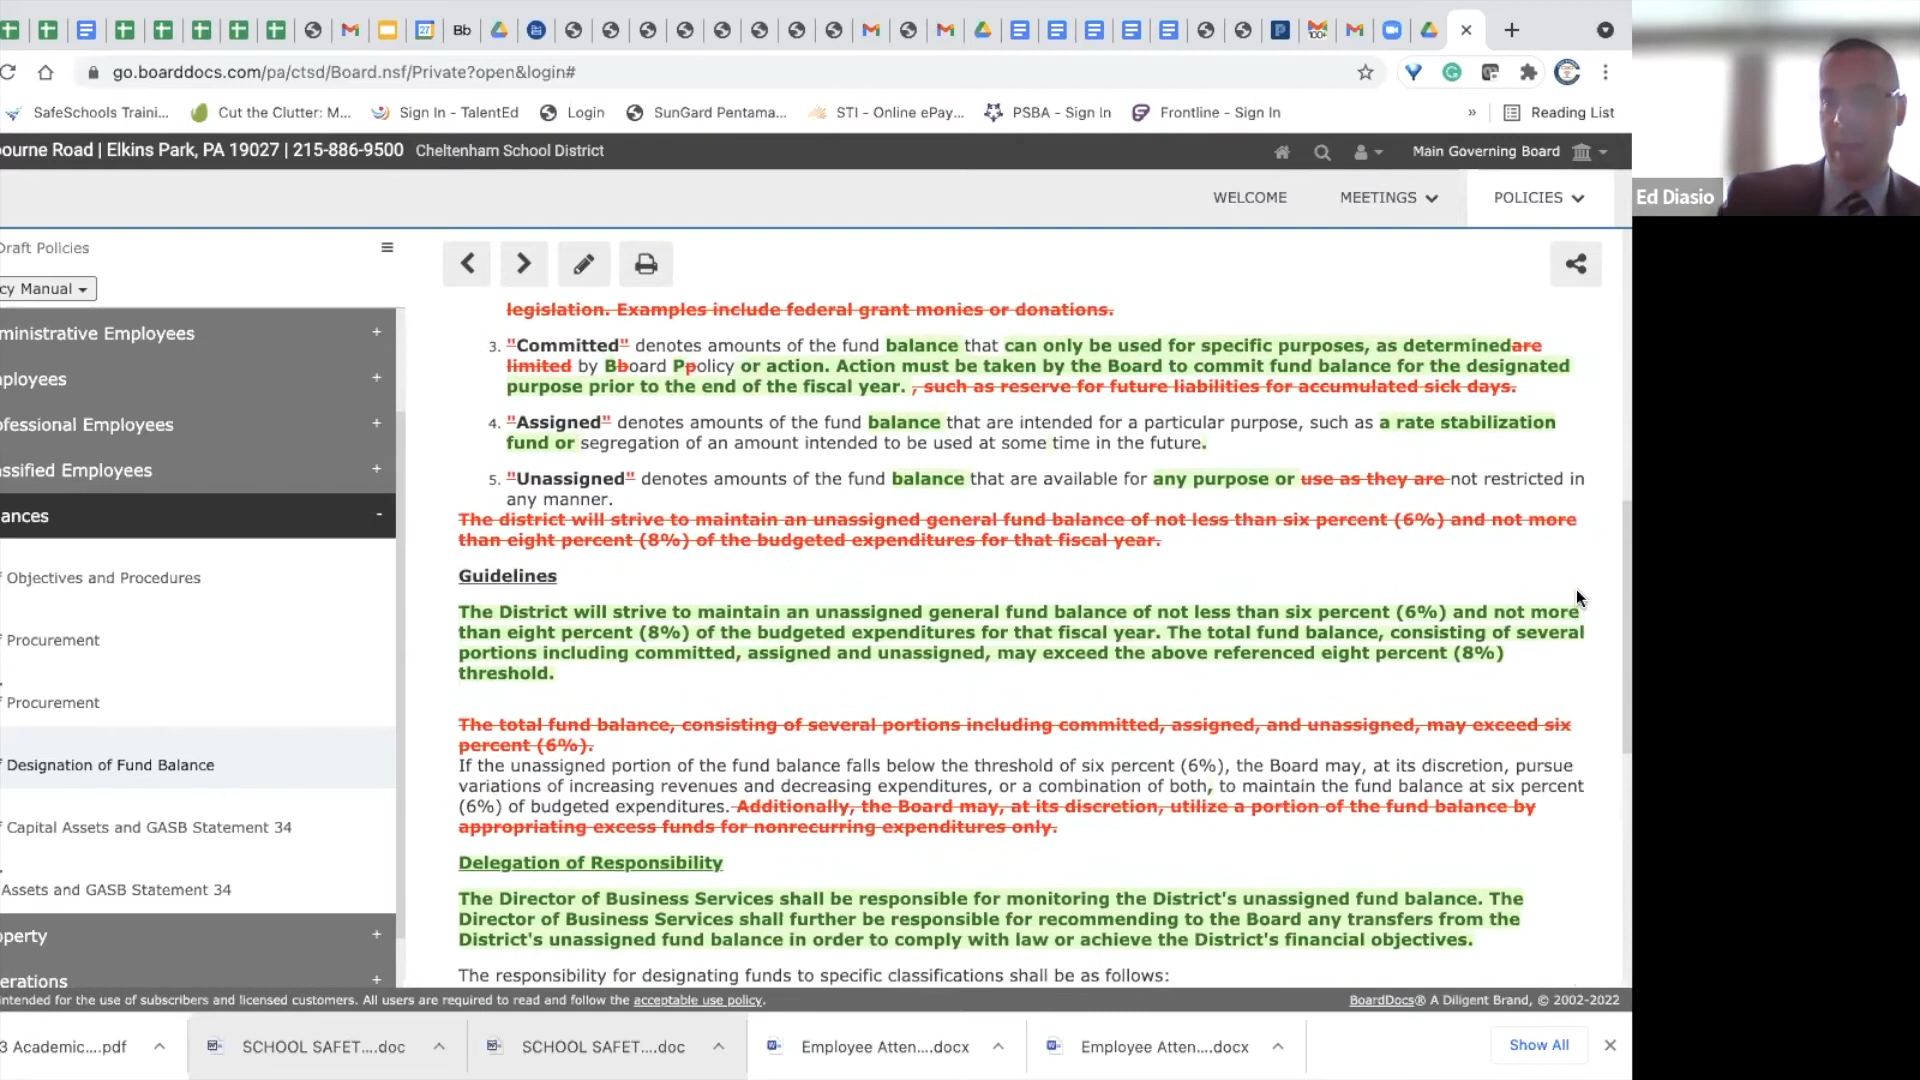 27
Bb
100+
go.boarddocs.com/pa/ctsd/Board.nsf/Private?open&login#
SafeSchools Traini...
Cut the Clutter: M...
Sign In - TalentEd
Login
SunGard Pentama...
STI - Online ePay...
PSBA - Sign In
Frontline - Sign In
»
Reading List
ourne Road | Elkins Park, PA 19027 | 215-886-9500 Cheltenham School District
Main Governing Board
WELCOME MEETINGS POLICIES
Ed Diasio
Draft Policies
cy Manual
ministrative Employees +
ployees +
ofessional Employees +
assified Employees +
ances -
f Objectives and Procedures
f Procurement
f Procurement
f Designation of Fund Balance
f Capital Assets and GASB Statement 34
Assets and GASB Statement 34
operty +
erations +
legislation. Examples include federal grant monies or donations.
3. "Committed" denotes amounts of the fund balance that can only be used for specific purposes, as determinedare
limited by Bboard Ppolicy or action. Action must be taken by the Board to commit fund balance for the designated
purpose prior to the end of the fiscal year. , such as reserve for future liabilities for accumulated sick days.
4. "Assigned" denotes amounts of the fund balance that are intended for a particular purpose, such as a rate stabilization
fund or segregation of an amount intended to be used at some time in the future.
5. "Unassigned" denotes amounts of the fund balance that are available for any purpose or use as they are not restricted in
any manner.
The district will strive to maintain an unassigned general fund balance of not less than six percent (6%) and not more
than eight percent (8%) of the budgeted expenditures for that fiscal year.
Guidelines
The District will strive to maintain an unassigned general fund balance of not less than six percent (6%) and not more
than eight percent (8%) of the budgeted expenditures for that fiscal year. The total fund balance, consisting of several
portions including committed, assigned and unassigned, may exceed the above referenced eight percent (8%)
threshold.
The total fund balance, consisting of several portions including committed, assigned, and unassigned, may exceed six
percent (6%).
If the unassigned portion of the fund balance falls below the threshold of six percent (6%), the Board may, at its discretion, pursue
variations of increasing revenues and decreasing expenditures, or a combination of both, to maintain the fund balance at six percent
(6%) of budgeted expenditures. Additionally, the Board may, at its discretion, utilize a portion of the fund balance by
appropriating excess funds for nonrecurring expenditures only.
Delegation of Responsibility
The Director of Business Services shall be responsible for monitoring the District's unassigned fund balance. The
Director of Business Services shall further be responsible for recommending to the Board any transfers from the
District's unassigned fund balance in order to comply with law or achieve the District's financial objectives.
The responsibility for designating funds to specific classifications shall be as follows:
intended for the use of subscribers and licensed customers. All users are required to read and follow the acceptable use policy.
BoardDocs® A Diligent Brand, © 2002-2022
3 Academic....pdf
SCHOOL SAFET....doc
SCHOOL SAFET....doc
Employee Atten....docx
Employee Atten....docx
Show All